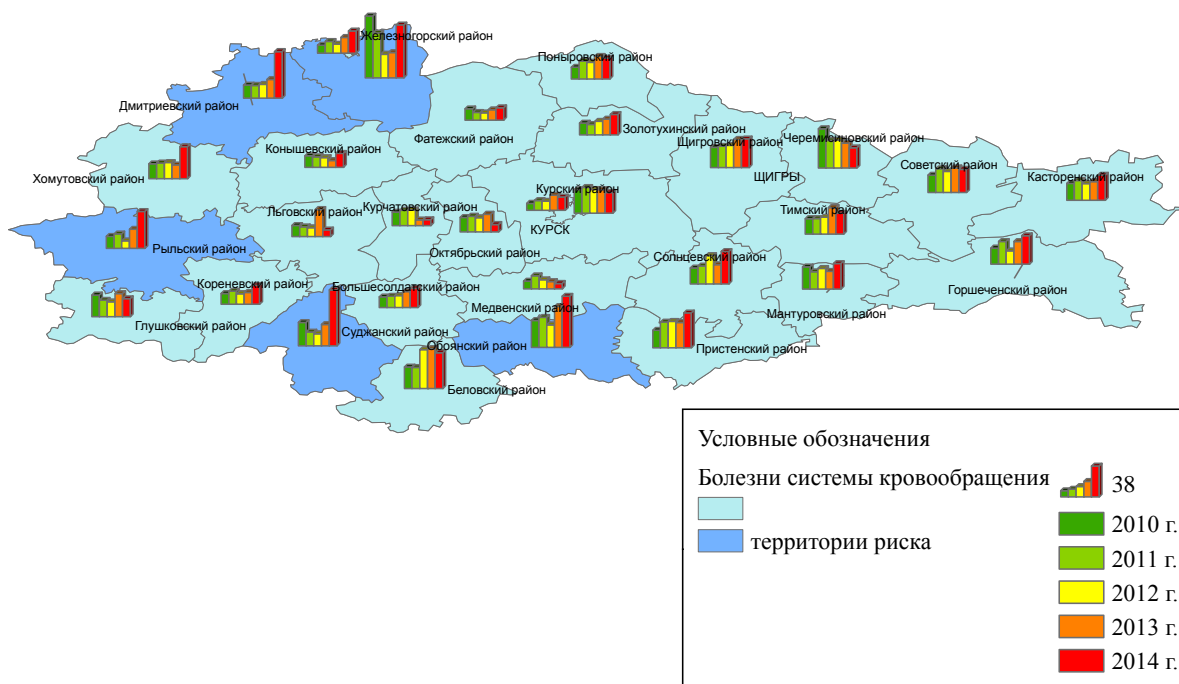 Железногорский район
Поныровский район
Дмитриевский район
Фатежский район
Золотухинский район
Щигровский район
Черемисиновский район
Конышевский район
Хомутовский район
ЩИГРЫ
Советский район
Касторенский район
Курский район
Льговский район
Курчатовский район
КУРСК
Тимский район
Рыльский район
Октябрьский район
Солнцевский район
Кореневский район
Большесолдатский район
Горшеченский район
Глушковский район
Медвенский район
Мантуровский район
Суджанский район
Обоянский район
Пристенский район
Беловский район
Условные обозначения
Болезни системы кровообращения
38
территории риска
2010 г.
2011 г.
2012 г.
2013 г.
2014 г.